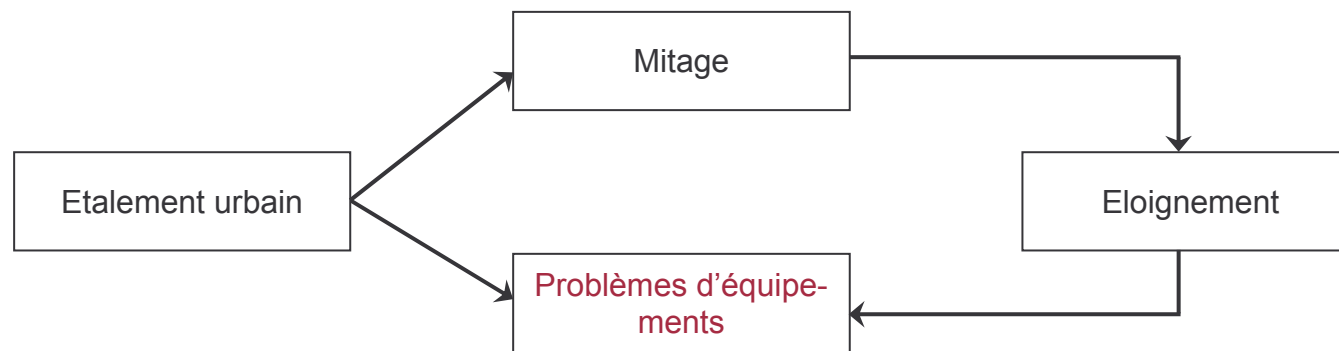 Mitage
Etalement urbain
Eloignement
Problèmes d’équipe-
ments